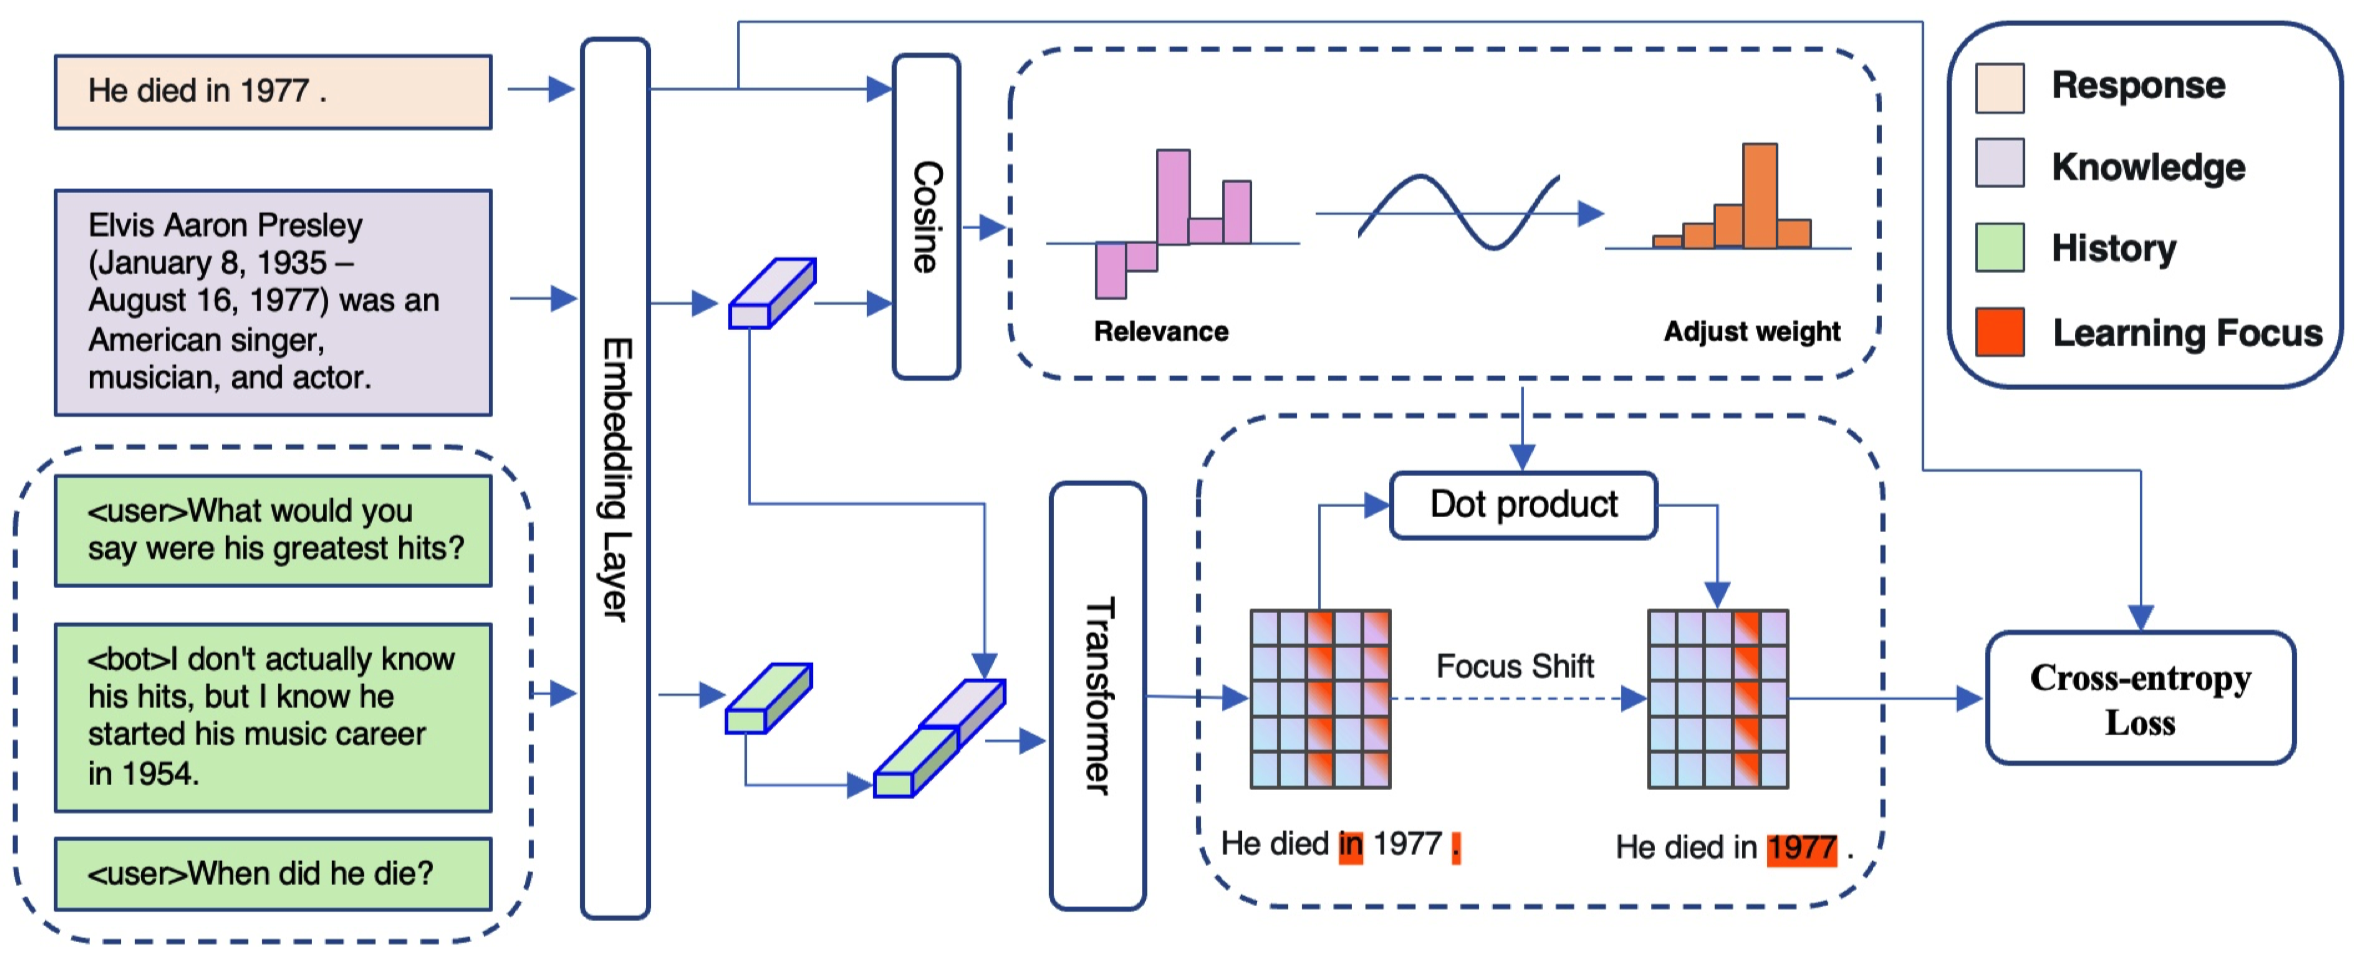 He died in 1977 .
Elvis Aaron Presley
(January 8, 1935 –
August 16, 1977) was an
American singer,
musician, and actor.
<user>What would you
say were his greatest hits?
<bot>I don't actually know
his hits, but I know he
started his music career
in 1954.
<user>When did he die?
Embedding Layer
Cosine
Relevance
Adjust weight
Transformer
Dot product
Focus Shift
He died in 1977 .
He died in 1977 .
Cross-entropy
Loss
Response
Knowledge
History
Learning Focus